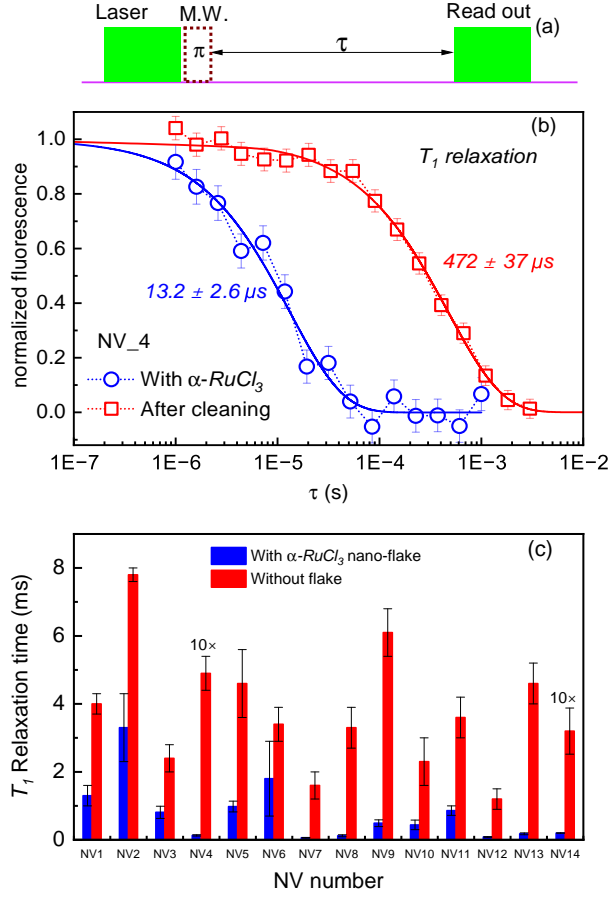 Laser M.W. Read out (a)
π τ
(b)
T₁ relaxation
normalized fluorescence
1.0
0.8
0.6
0.4
0.2
0.0
472 ± 37 μs
13.2 ± 2.6 μs
NV_4
With α-RuCl₃
After cleaning
1E-7 1E-6 1E-5 1E-4 1E-3 1E-2
τ (s)
(c)
With α-RuCl₃ nano-flake
Without flake
T₁ Relaxation time (ms)
8
6
4
2
0
10×
10×
NV1 NV2 NV3 NV4 NV5 NV6 NV7 NV8 NV9 NV10 NV11 NV12 NV13 NV14
NV number